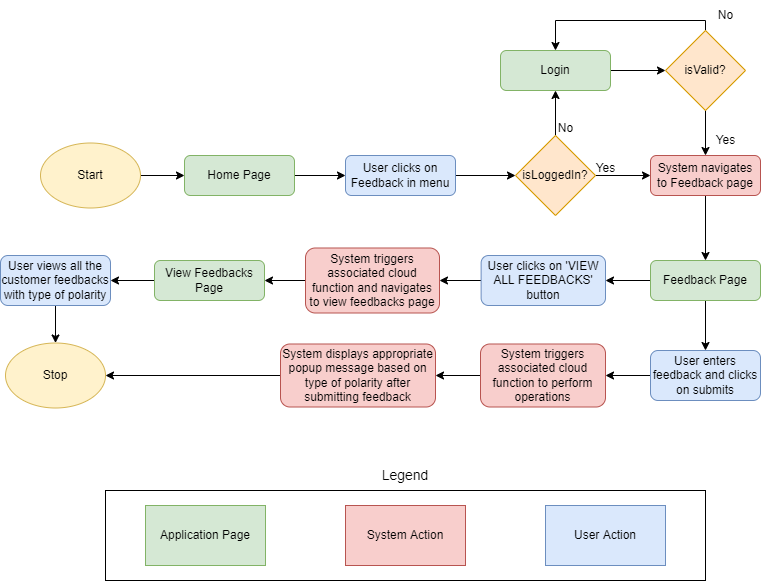 No
Login
isValid?
No
Yes
Start
Home Page
User clicks on
Feedback in menu
isLoggedIn?
Yes
System navigates
to Feedback page
User views all the
customer feedbacks
with type of polarity
View Feedbacks
Page
System triggers
associated cloud
function and navigates
to view feedbacks page
User clicks on 'VIEW
ALL FEEDBACKS'
button
Feedback Page
Stop
System displays appropriate
popup message based on
type of polarity after
submitting feedback
System triggers
associated cloud
function to perform
operations
User enters
feedback and clicks
on submits
Legend
Application Page
System Action
User Action